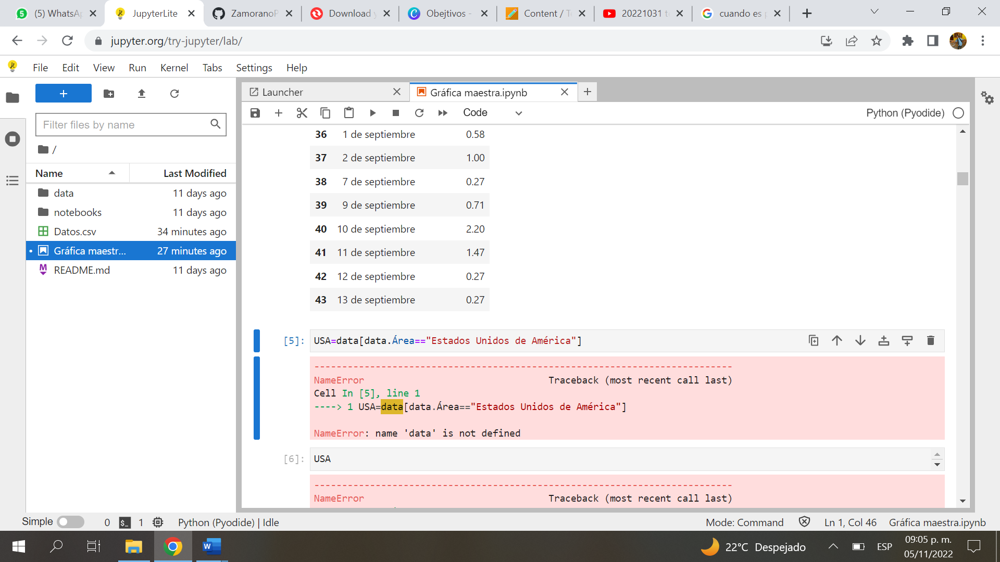 (5) WhatsAp
JupyterLite
ZamoranoP
Download y
Obejtivos -
Content / T
20221031 t
cuando es p
jupyter.org/try-jupyter/lab/
File Edit View Run Kernel Tabs Settings Help
Launcher
Gráfica maestra.ipynb
Code
Python (Pyodide)
Filter files by name
/
Name Last Modified
data 11 days ago
notebooks 11 days ago
Datos.csv 34 minutes ago
Gráfica maestr... 27 minutes ago
README.md 11 days ago
36 1 de septiembre 0.58
37 2 de septiembre 1.00
38 7 de septiembre 0.27
39 9 de septiembre 0.71
40 10 de septiembre 2.20
41 11 de septiembre 1.47
42 12 de septiembre 0.27
43 13 de septiembre 0.27
[5]: USA=data[data.Área=="Estados Unidos de América"]
---------------------------------------------------------------------------
NameError Traceback (most recent call last)
Cell In [5], line 1
----> 1 USA=data[data.Área=="Estados Unidos de América"]
NameError: name 'data' is not defined
[6]: USA
---------------------------------------------------------------------------
NameError Traceback (most recent call last)
Simple 0 1 Python (Pyodide) | Idle
Mode: Command Ln 1, Col 46 Gráfica maestra.ipynb
22°C Despejado
ESP
09:05 p. m.
05/11/2022